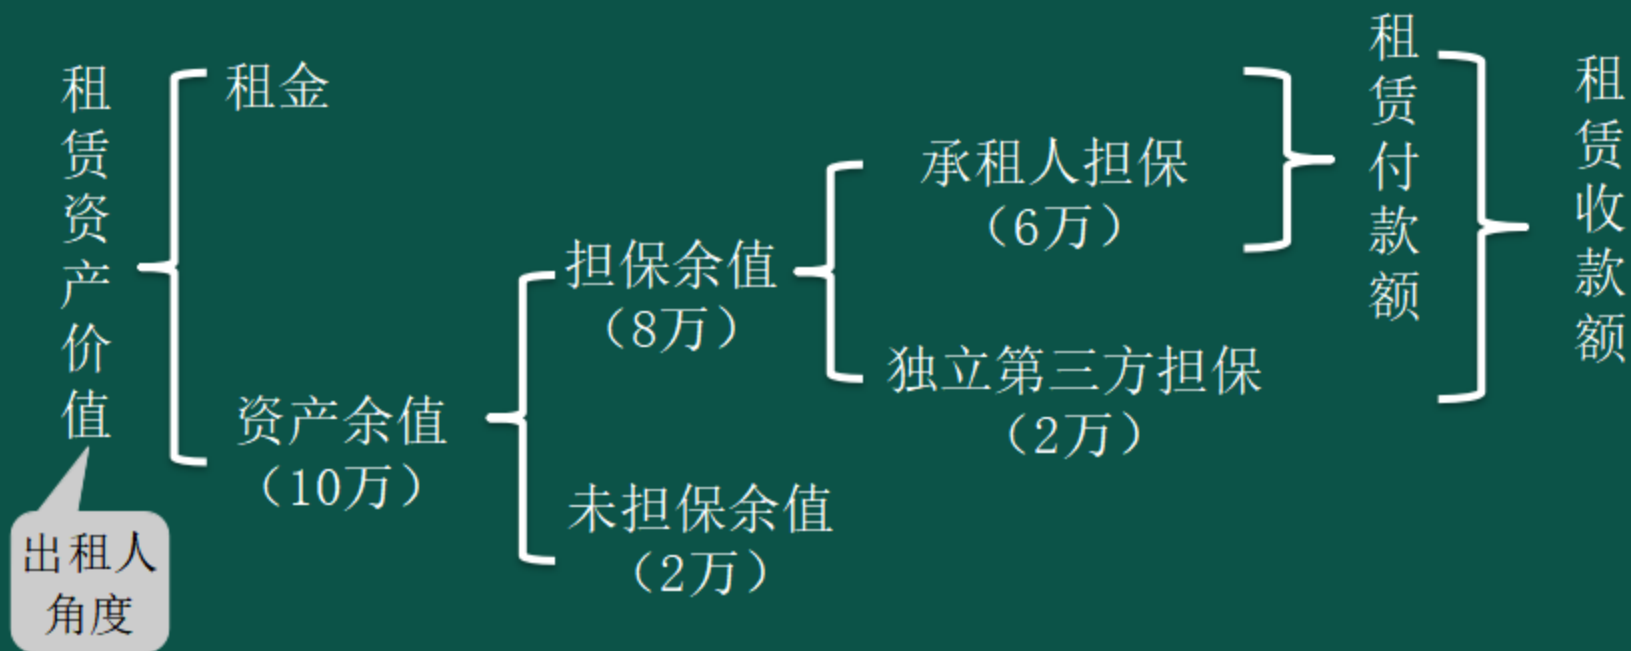 租赁资产价值
租金
资产余值
（10万）
担保余值
（8万）
未担保余值
（2万）
承租人担保
（6万）
独立第三方担保
（2万）
租赁付款额
租赁收款额
出租人
角度